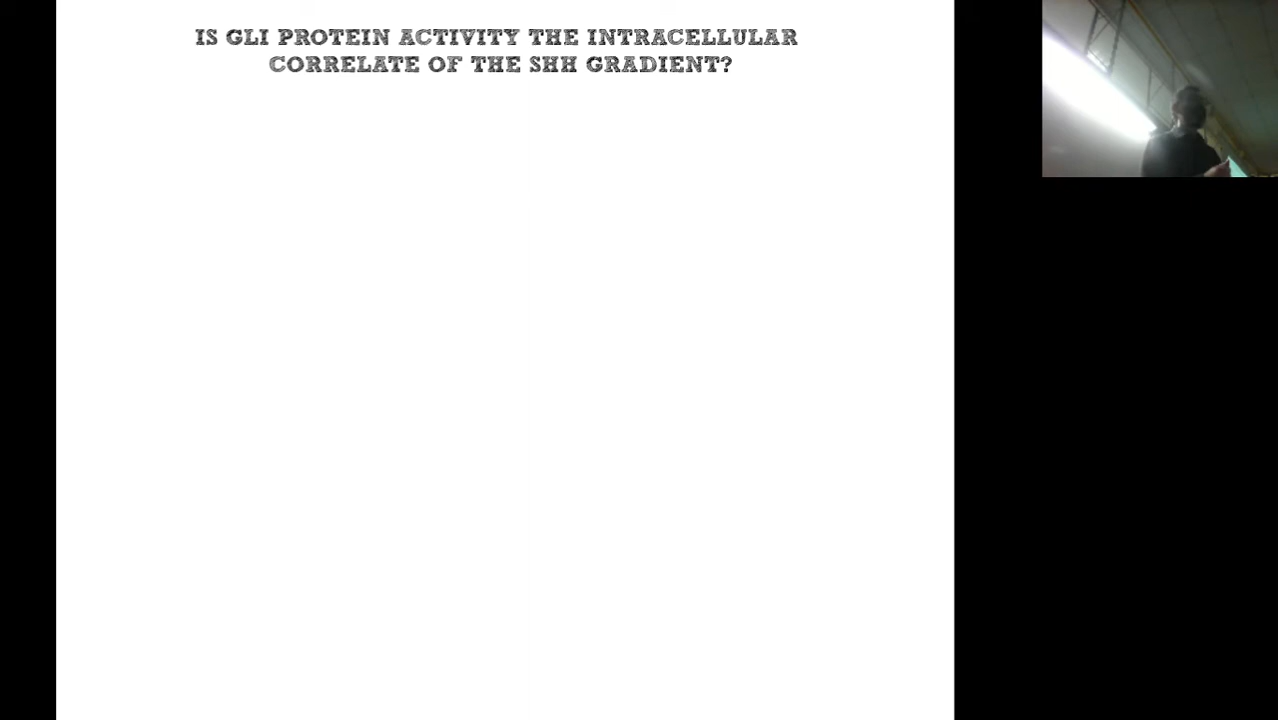 IS GLI PROTEIN ACTIVITY THE INTRACELLULAR
CORRELATE OF THE SHH GRADIENT?